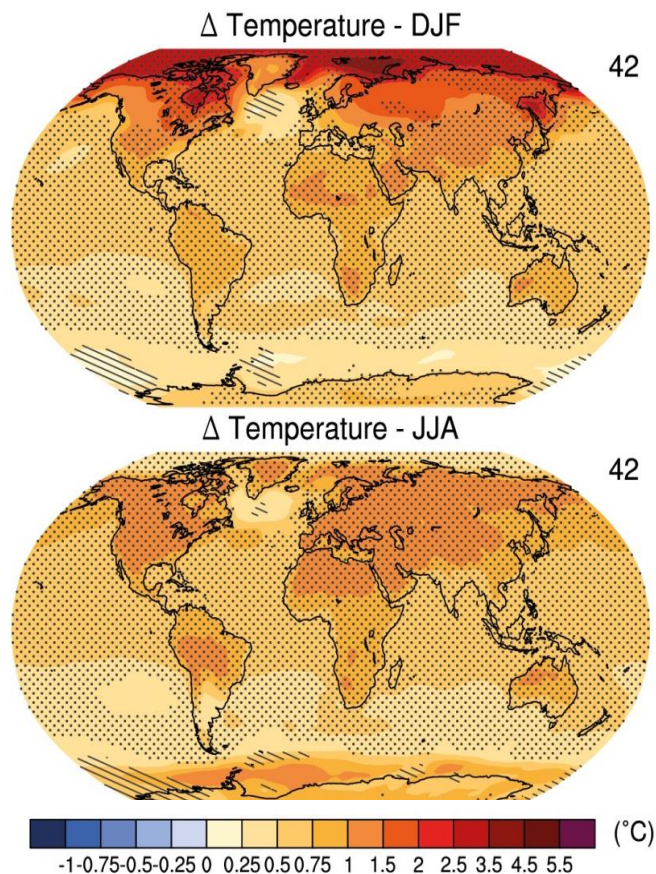 Δ Temperature - DJF
42
Δ Temperature - JJA
42
(°C)
-1 -0.75 -0.5 -0.25 0 0.25 0.5 0.75 1 1.5 2 2.5 3.5 4.5 5.5